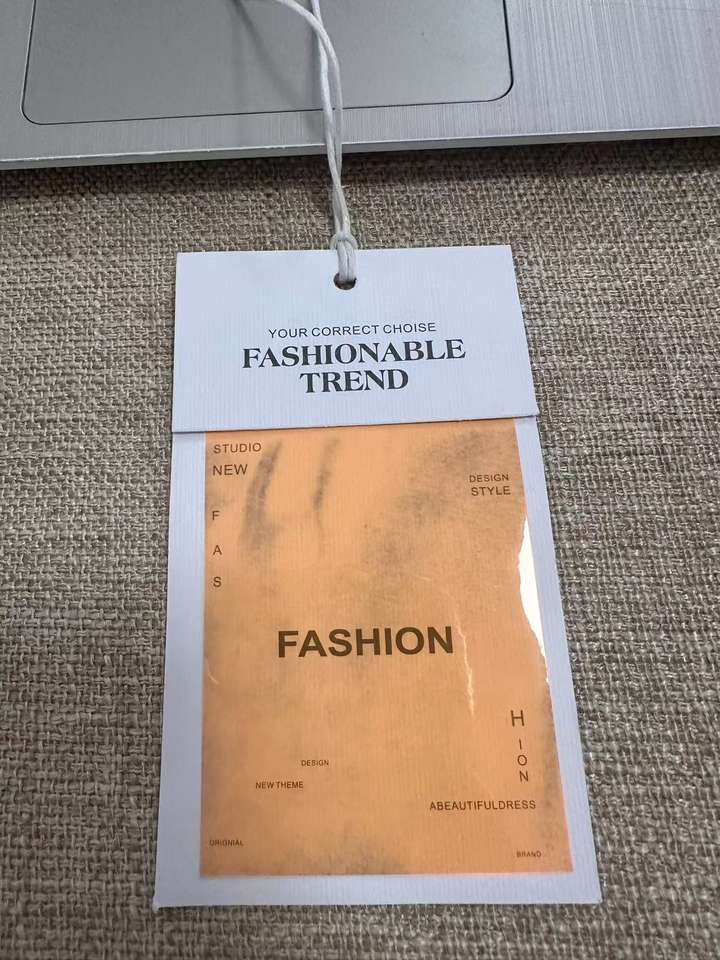 YOUR CORRECT CHOISE
FASHIONABLE
TREND
STUDIO
NEW
DESIGN
STYLE
F
A
S
FASHION
H
I
O
N
DESIGN
NEW THEME
ABEAUTIFULDRESS
ORIGNIAL
BRAND